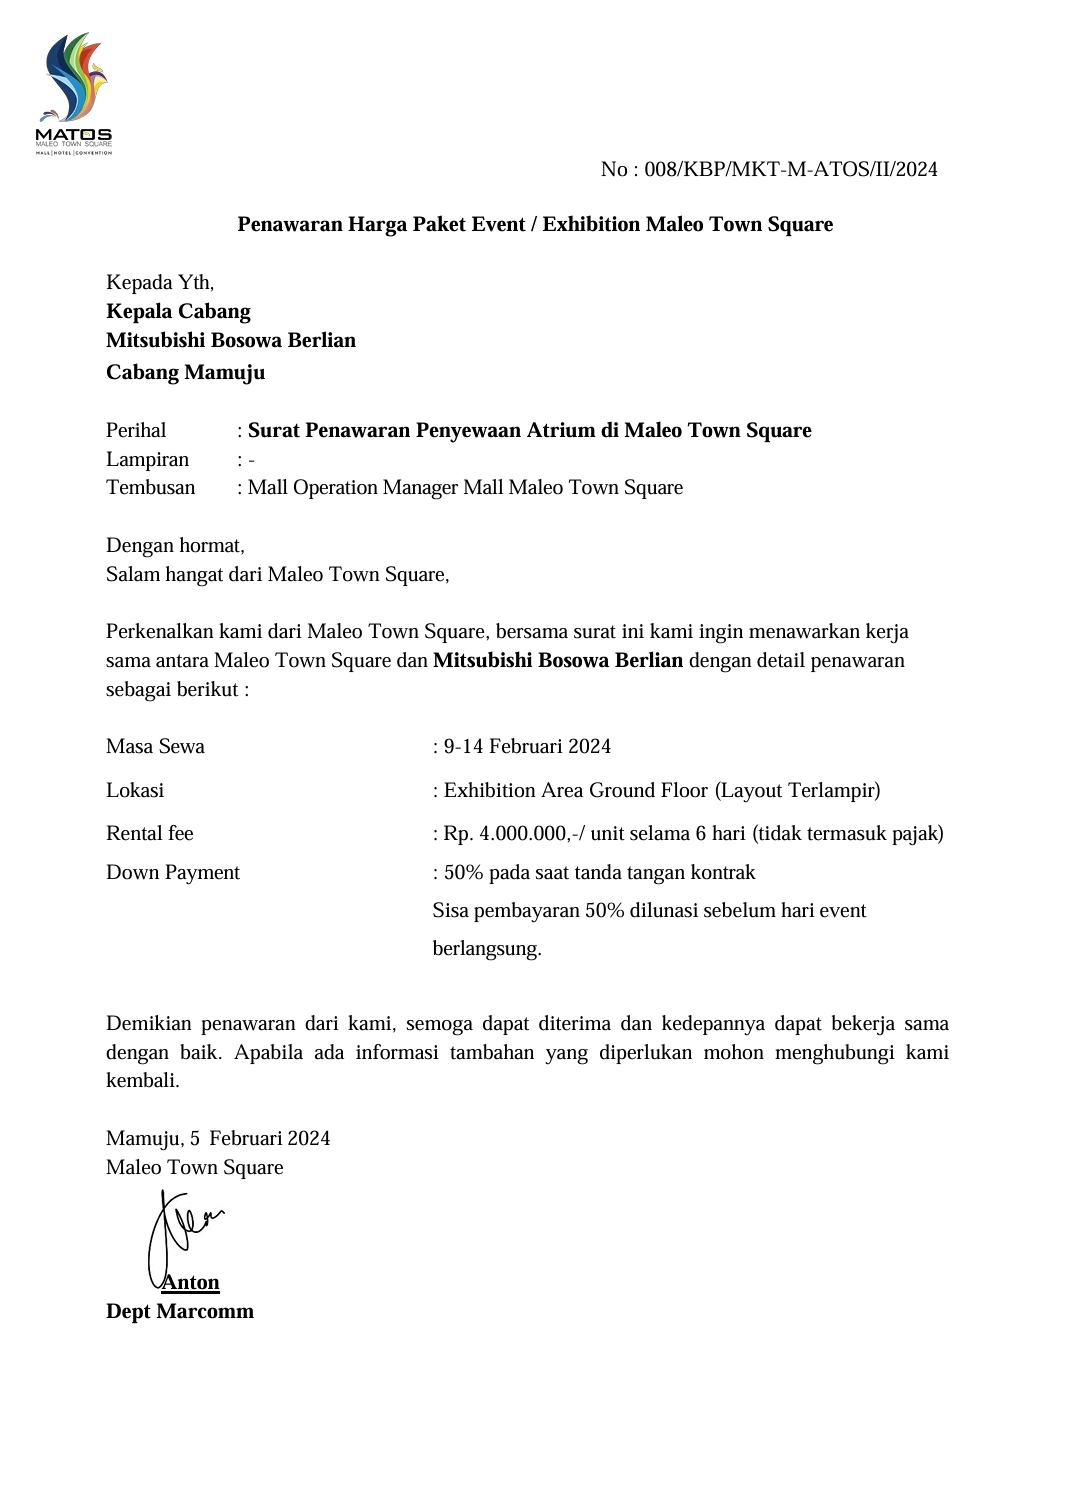 MATOS
MALEO TOWN SQUARE
MALL|HOTEL|CONVENTION
No : 008/KBP/MKT-M-ATOS/II/2024
Penawaran Harga Paket Event / Exhibition Maleo Town Square
Kepada Yth,
Kepala Cabang
Mitsubishi Bosowa Berlian
Cabang Mamuju
Perihal : Surat Penawaran Penyewaan Atrium di Maleo Town Square
Lampiran : -
Tembusan : Mall Operation Manager Mall Maleo Town Square
Dengan hormat,
Salam hangat dari Maleo Town Square,
Perkenalkan kami dari Maleo Town Square, bersama surat ini kami ingin menawarkan kerja
sama antara Maleo Town Square dan Mitsubishi Bosowa Berlian dengan detail penawaran
sebagai berikut :
Masa Sewa : 9-14 Februari 2024
Lokasi : Exhibition Area Ground Floor (Layout Terlampir)
Rental fee : Rp. 4.000.000,-/ unit selama 6 hari (tidak termasuk pajak)
Down Payment : 50% pada saat tanda tangan kontrak
Sisa pembayaran 50% dilunasi sebelum hari event
berlangsung.
Demikian penawaran dari kami, semoga dapat diterima dan kedepannya dapat bekerja sama
dengan baik. Apabila ada informasi tambahan yang diperlukan mohon menghubungi kami
kembali.
Mamuju, 5 Februari 2024
Maleo Town Square
Anton
Dept Marcomm